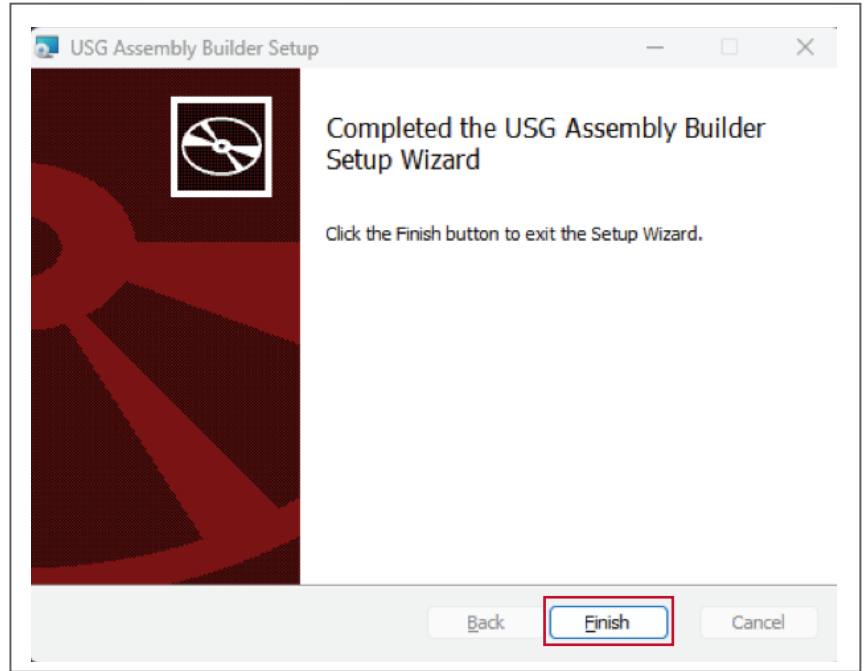 USG Assembly Builder Setup
Completed the USG Assembly Builder
Setup Wizard
Click the Finish button to exit the Setup Wizard.
Back
Finish
Cancel